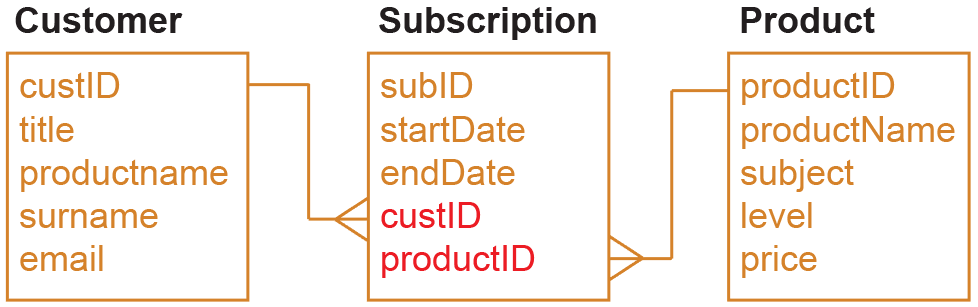 Customer
custID
title
productname
surname
email
Subscription
subID
startDate
endDate
custID
productID
Product
productID
productName
subject
level
price